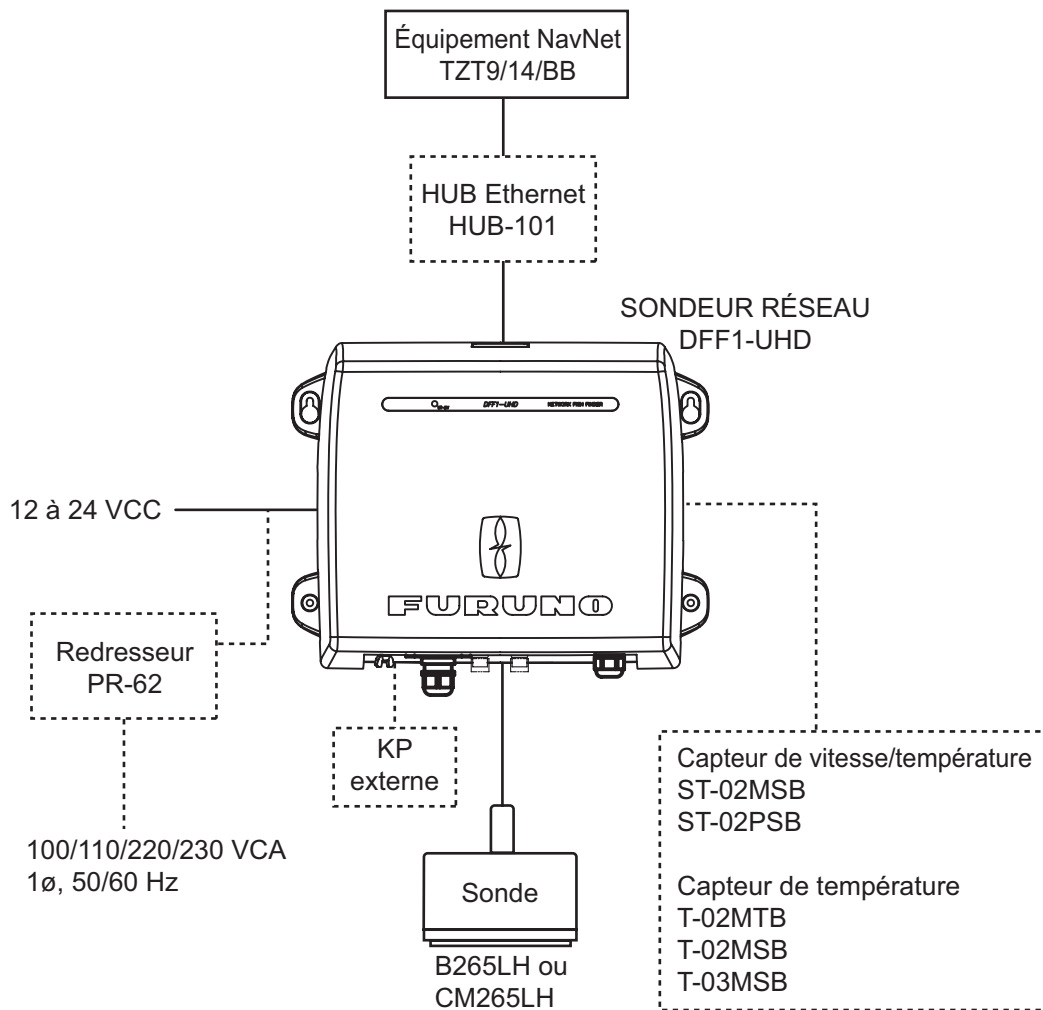 Équipement NavNet
TZT9/14/BB
HUB Ethernet
HUB-101
SONDEUR RÉSEAU
DFF1-UHD
DFF1-UHD
NETWORK FISH FINDER
12 à 24 VCC
FURUNO
Redresseur
PR-62
KP
externe
Capteur de vitesse/température
ST-02MSB
ST-02PSB
Capteur de température
T-02MTB
T-02MSB
T-03MSB
100/110/220/230 VCA
1ø, 50/60 Hz
Sonde
B265LH ou
CM265LH